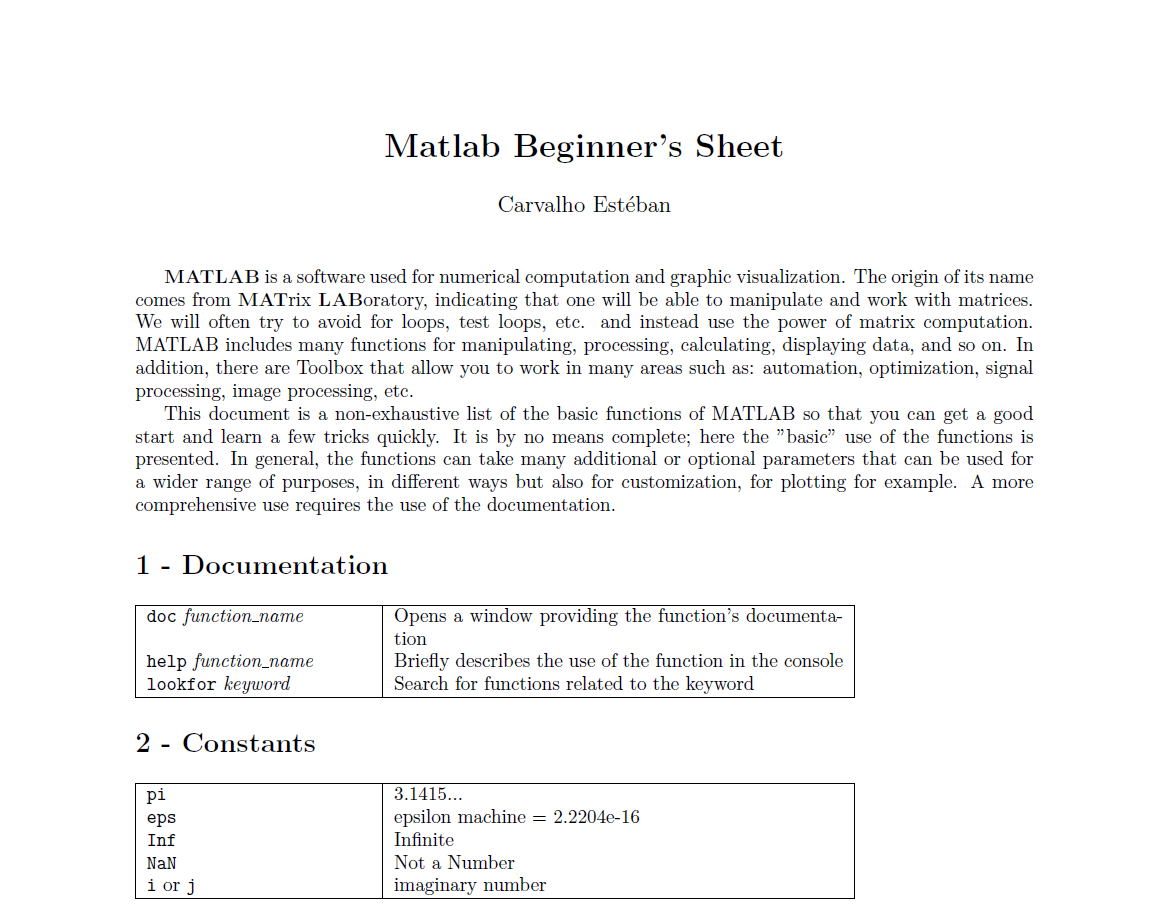 Matlab Beginner's Sheet
Carvalho Estéban
MATLAB is a software used for numerical computation and graphic visualization. The origin of its name
comes from MATrix LABoratory, indicating that one will be able to manipulate and work with matrices.
We will often try to avoid for loops, test loops, etc. and instead use the power of matrix computation.
MATLAB includes many functions for manipulating, processing, calculating, displaying data, and so on. In
addition, there are Toolbox that allow you to work in many areas such as: automation, optimization, signal
processing, image processing, etc.
This document is a non-exhaustive list of the basic functions of MATLAB so that you can get a good
start and learn a few tricks quickly. It is by no means complete; here the ”basic” use of the functions is
presented. In general, the functions can take many additional or optional parameters that can be used for
a wider range of purposes, in different ways but also for customization, for plotting for example. A more
comprehensive use requires the use of the documentation.
1 - Documentation
doc function_name Opens a window providing the function's documenta-
tion
help function_name Briefly describes the use of the function in the console
lookfor keyword Search for functions related to the keyword
2 - Constants
pi 3.1415...
eps epsilon machine = 2.2204e-16
Inf Infinite
NaN Not a Number
i or j imaginary number